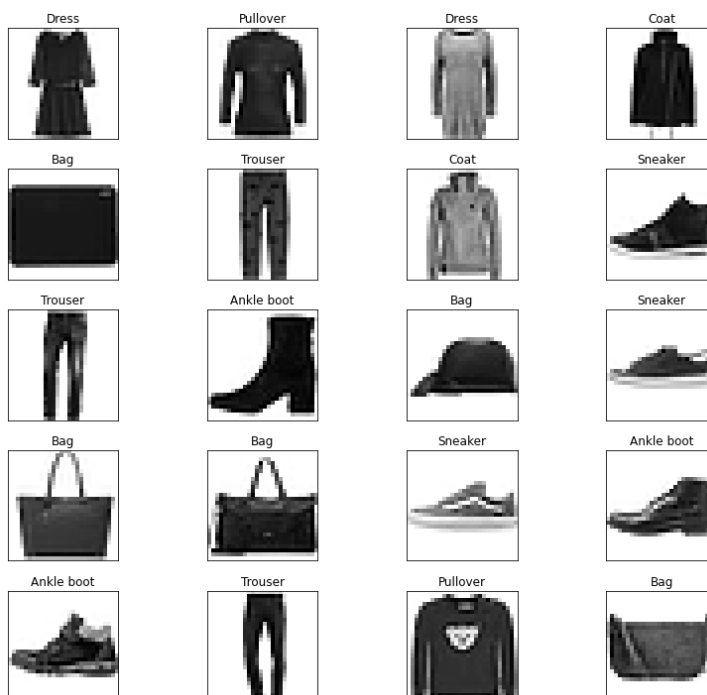 Dress Pullover Dress Coat
Bag Trouser Coat Sneaker
Trouser Ankle boot Bag Sneaker
Bag Bag Sneaker Ankle boot
Ankle boot Trouser Pullover Bag